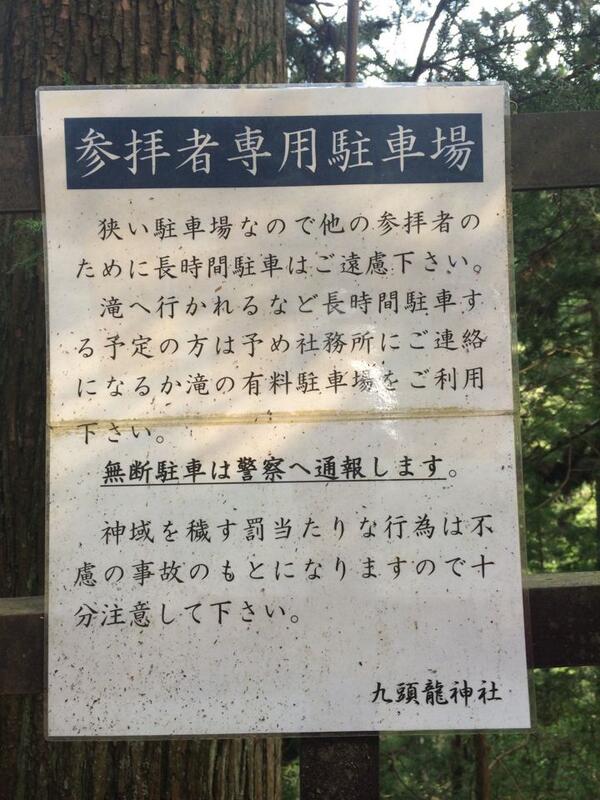 参拝者専用駐車場
狭い駐車場なので他の参拝者の
ために長時間駐車はご遠慮下さい。
滝へ行かれるなど長時間駐車す
る予定の方は予め社務所にご連絡
になるか滝の有料駐車場をご利用
下さい。
無断駐車は警察へ通報します。
神域を穢す罰当たりな行為は不
慮の事故のもとになりますので十
分注意して下さい。
九頭龍神社